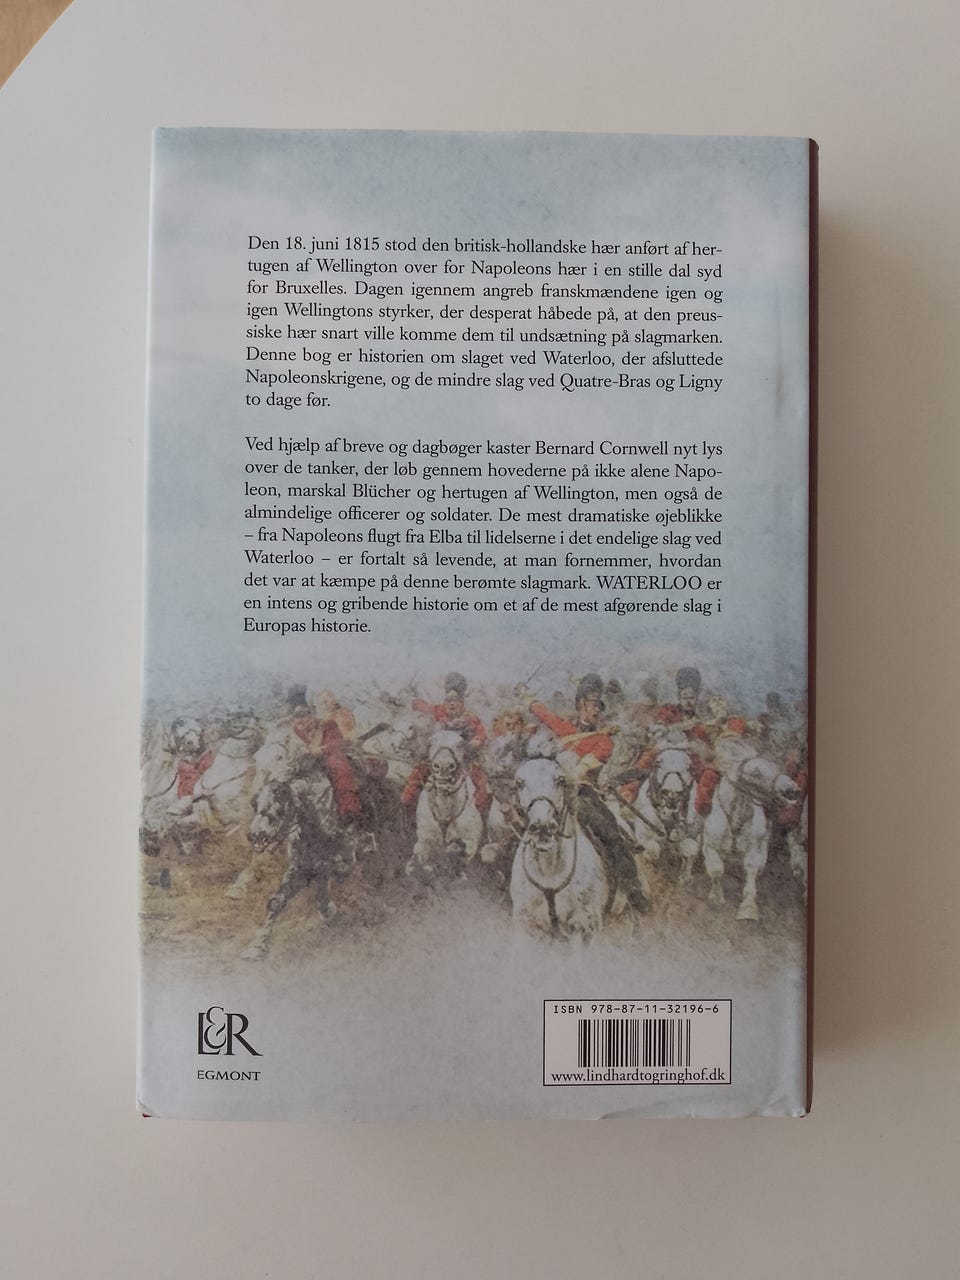 Den 18. juni 1815 stod den britisk-hollandske hær anført af her-
tugen af Wellington over for Napoleons hær i en stille dal syd
for Bruxelles. Dagen igennem angreb franskmændene igen og
igen Wellingtons styrker, der desperat håbede på, at den preus-
siske hær snart ville komme dem til undsætning på slagmarken.
Denne bog er historien om slaget ved Waterloo, der afsluttede
Napoleonskrigene, og de mindre slag ved Quatre-Bras og Ligny
to dage før.
Ved hjælp af breve og dagbøger kaster Bernard Cornwell nyt lys
over de tanker, der løb gennem hovederne på ikke alene Napo-
leon, marskal Blücher og hertugen af Wellington, men også de
almindelige officerer og soldater. De mest dramatiske øjeblikke
– fra Napoleons flugt fra Elba til lidelserne i det endelige slag ved
Waterloo – er fortalt så levende, at man fornemmer, hvordan
det var at kæmpe på denne berømte slagmark. WATERLOO er
en intens og gribende historie om et af de mest afgørende slag i
Europas historie.
L&R
EGMONT
ISBN 978-87-11-32196-6
www.lindhardtogringhof.dk